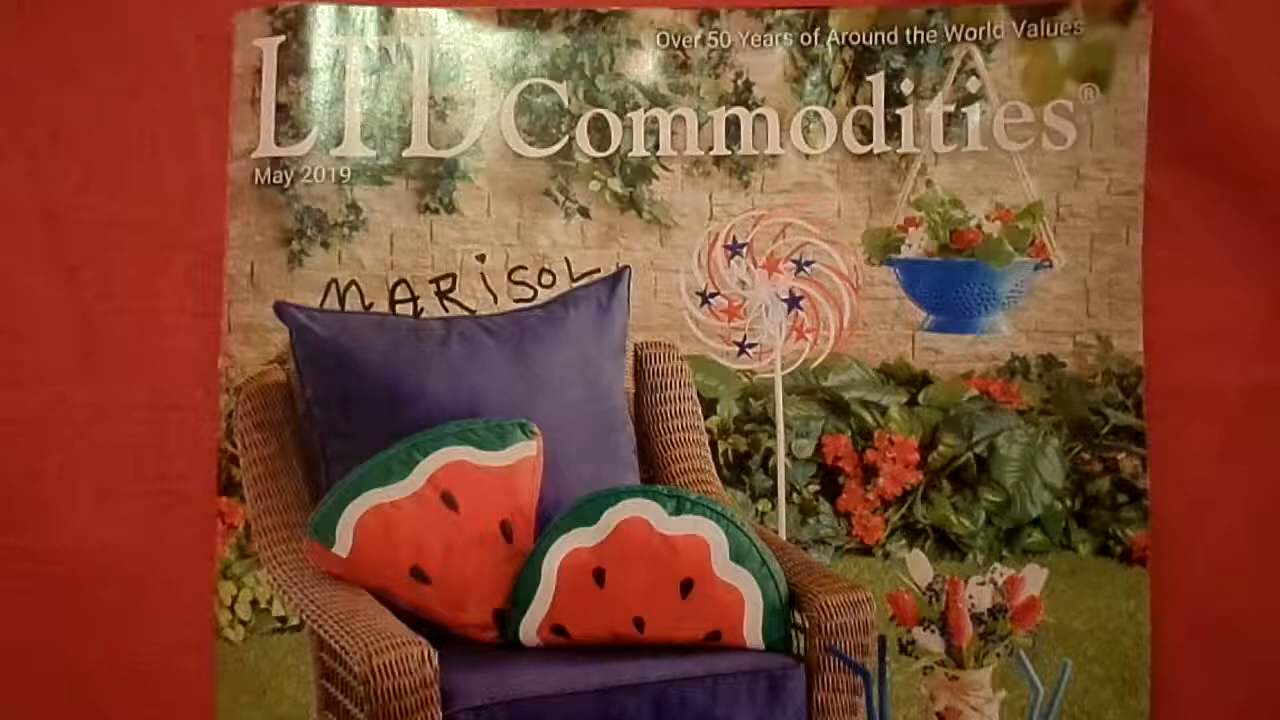 Over 50 Years of Around the World Values
LTD Commodities®
May 2019
MARiSOL